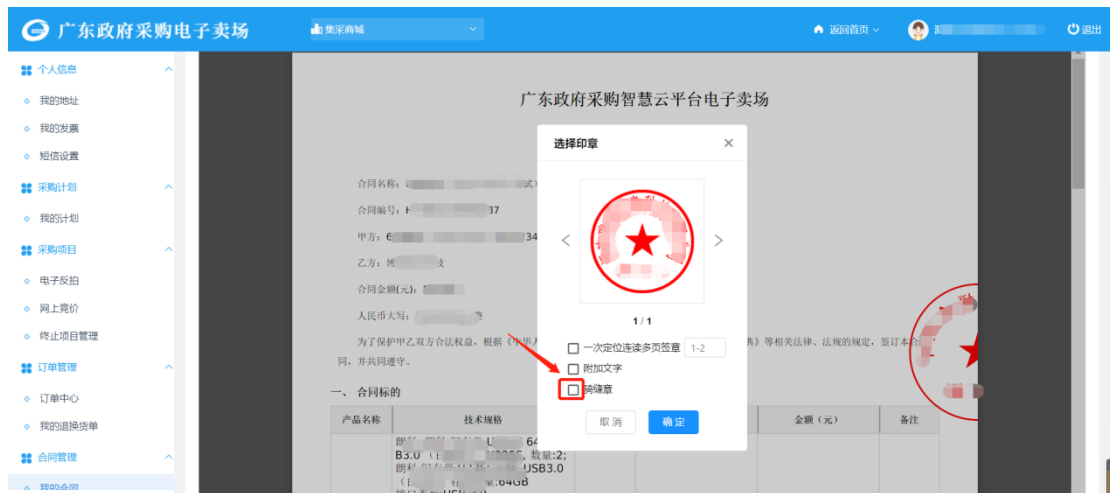 广东政府采购电子卖场
集采商城
返回首页
退出
个人信息
我的地址
我的发票
短信设置
采购计划
我的计划
采购项目
电子反拍
网上竞价
终止项目管理
订单管理
订单中心
我的退换货单
合同管理
我的合同
广东政府采购智慧云平台电子卖场
合同名称:
试)
合同编号: H
37
甲方: 6
34
乙方: 博
合同金额(元):
人民币大写:
为了保护甲乙双方合法权益, 根据《中华人
典》等相关法律、法规的规定, 签订本合
同, 并共同遵守。
一、 合同标的
产品名称
技术规格
金额(元)
备注
B3.0
数量:2;
USB3.0
量:64GB
选择印章
1 / 1
一次定位连读多页签章 1-2
附加文字
骑缝章
取 消
确 定